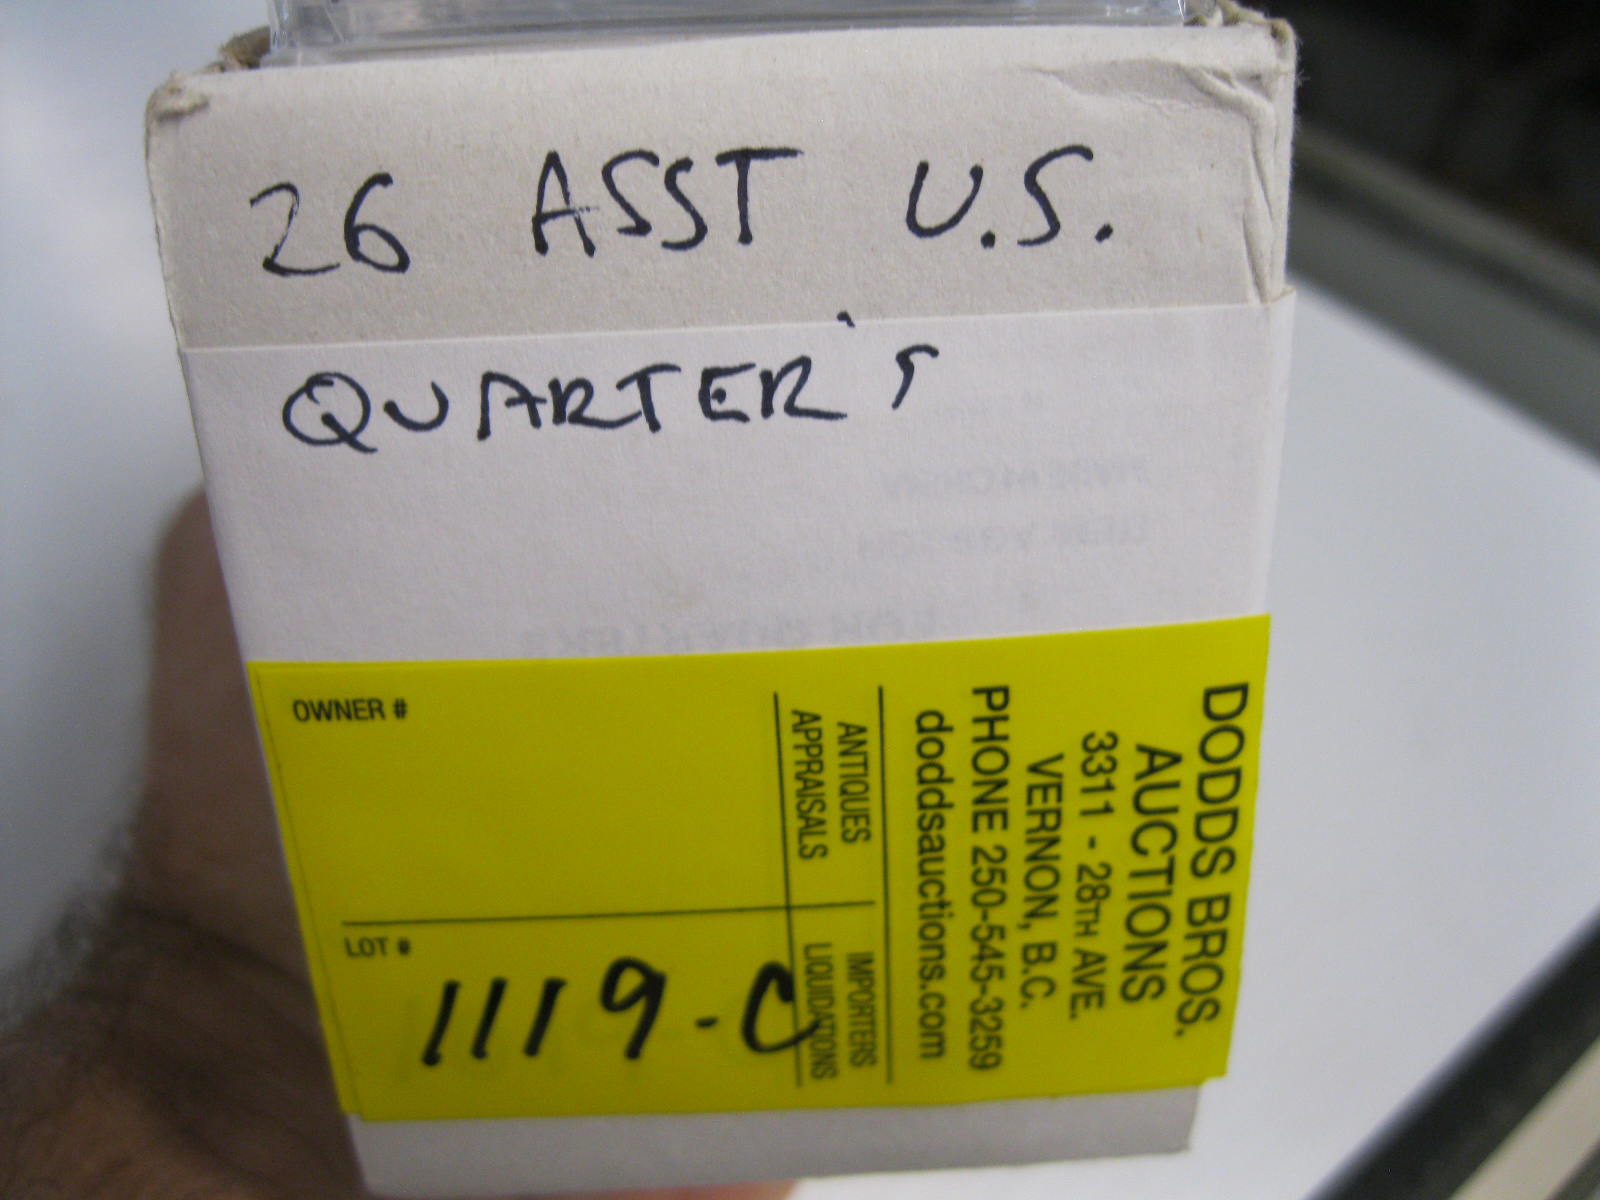 26 ASST U.S.
QUARTER'S
OWNER #
LOT #
1119-C
DODDS BROS.
AUCTIONS
3311 - 28TH AVE.
VERNON, B.C.
PHONE 250-545-3259
doddsauctions.com
ANTIQUES IMPORTERS
APPRAISALS LIQUIDATIONS